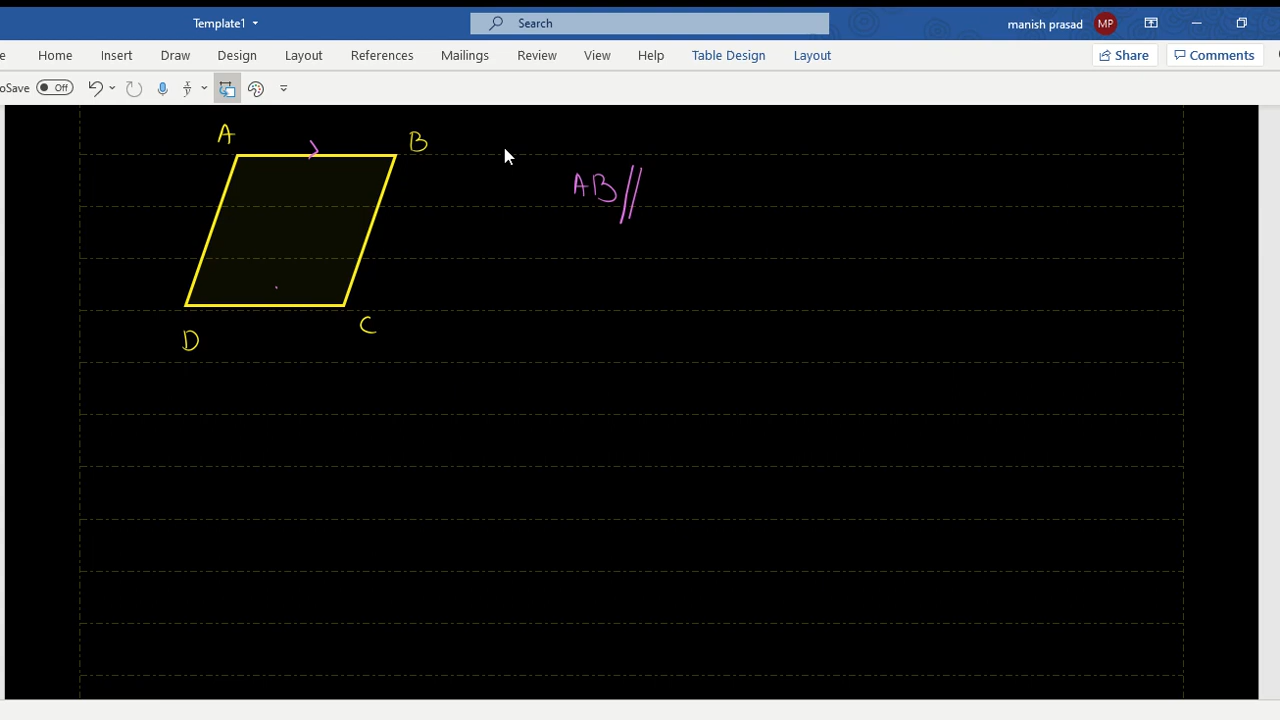 Template1
Search
manish prasad
MP
Home Insert Draw Design Layout References Mailings Review View Help Table Design Layout
Share
Comments
Off
A
B
AB//
D
C